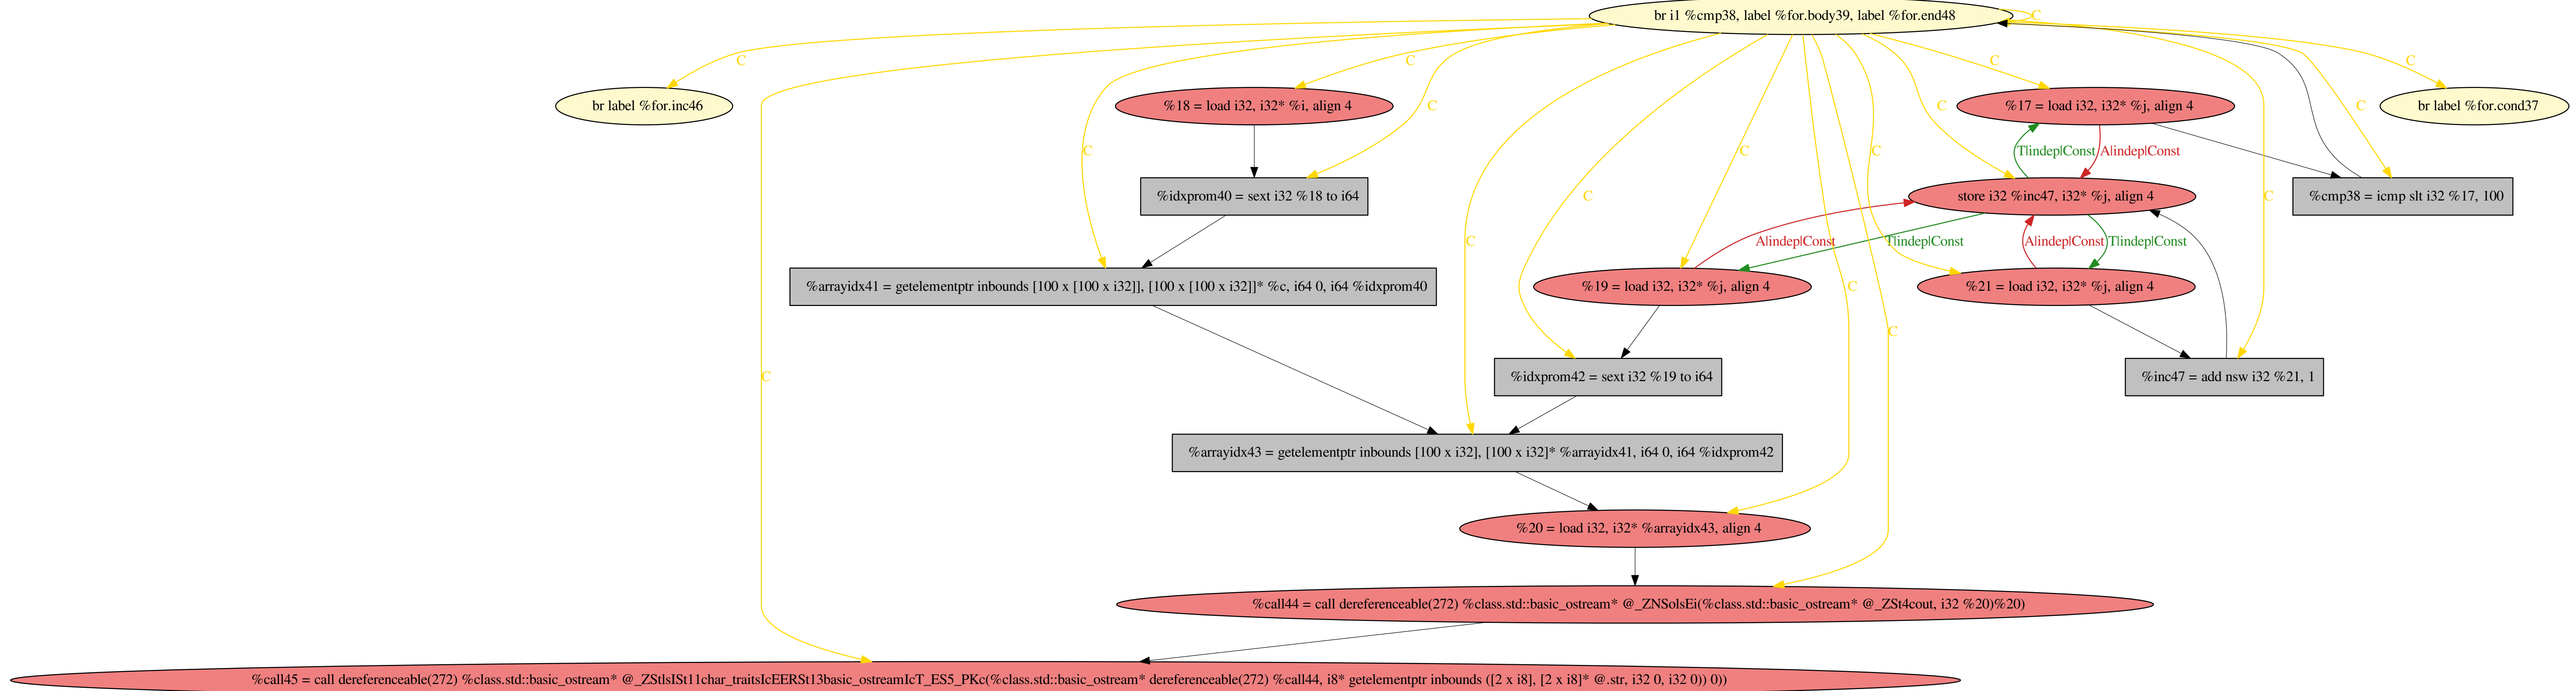 br i1 %cmp38, label %for.body39, label %for.end48
C
C
C
C
C
C
br label %for.inc46
%18 = load i32, i32* %i, align 4
C
C
%17 = load i32, i32* %j, align 4
C
br label %for.cond37
C
C
C
T|indep|Const
A|indep|Const
%idxprom40 = sext i32 %18 to i64
C
store i32 %inc47, i32* %j, align 4
C
%cmp38 = icmp slt i32 %17, 100
C
A|indep|Const
T|indep|Const
A|indep|Const
T|indep|Const
%arrayidx41 = getelementptr inbounds [100 x [100 x i32]], [100 x [100 x i32]]* %c, i64 0, i64 %idxprom40
%19 = load i32, i32* %j, align 4
C
%21 = load i32, i32* %j, align 4
C
C
%idxprom42 = sext i32 %19 to i64
%inc47 = add nsw i32 %21, 1
%arrayidx43 = getelementptr inbounds [100 x i32], [100 x i32]* %arrayidx41, i64 0, i64 %idxprom42
%20 = load i32, i32* %arrayidx43, align 4
%call44 = call dereferenceable(272) %class.std::basic_ostream* @_ZNSolsEi(%class.std::basic_ostream* @_ZSt4cout, i32 %20)%20)
%call45 = call dereferenceable(272) %class.std::basic_ostream* @_ZStlsISt11char_traitsIcEERSt13basic_ostreamIcT_ES5_PKc(%class.std::basic_ostream* dereferenceable(272) %call44, i8* getelementptr inbounds ([2 x i8], [2 x i8]* @.str, i32 0, i32 0)) 0))